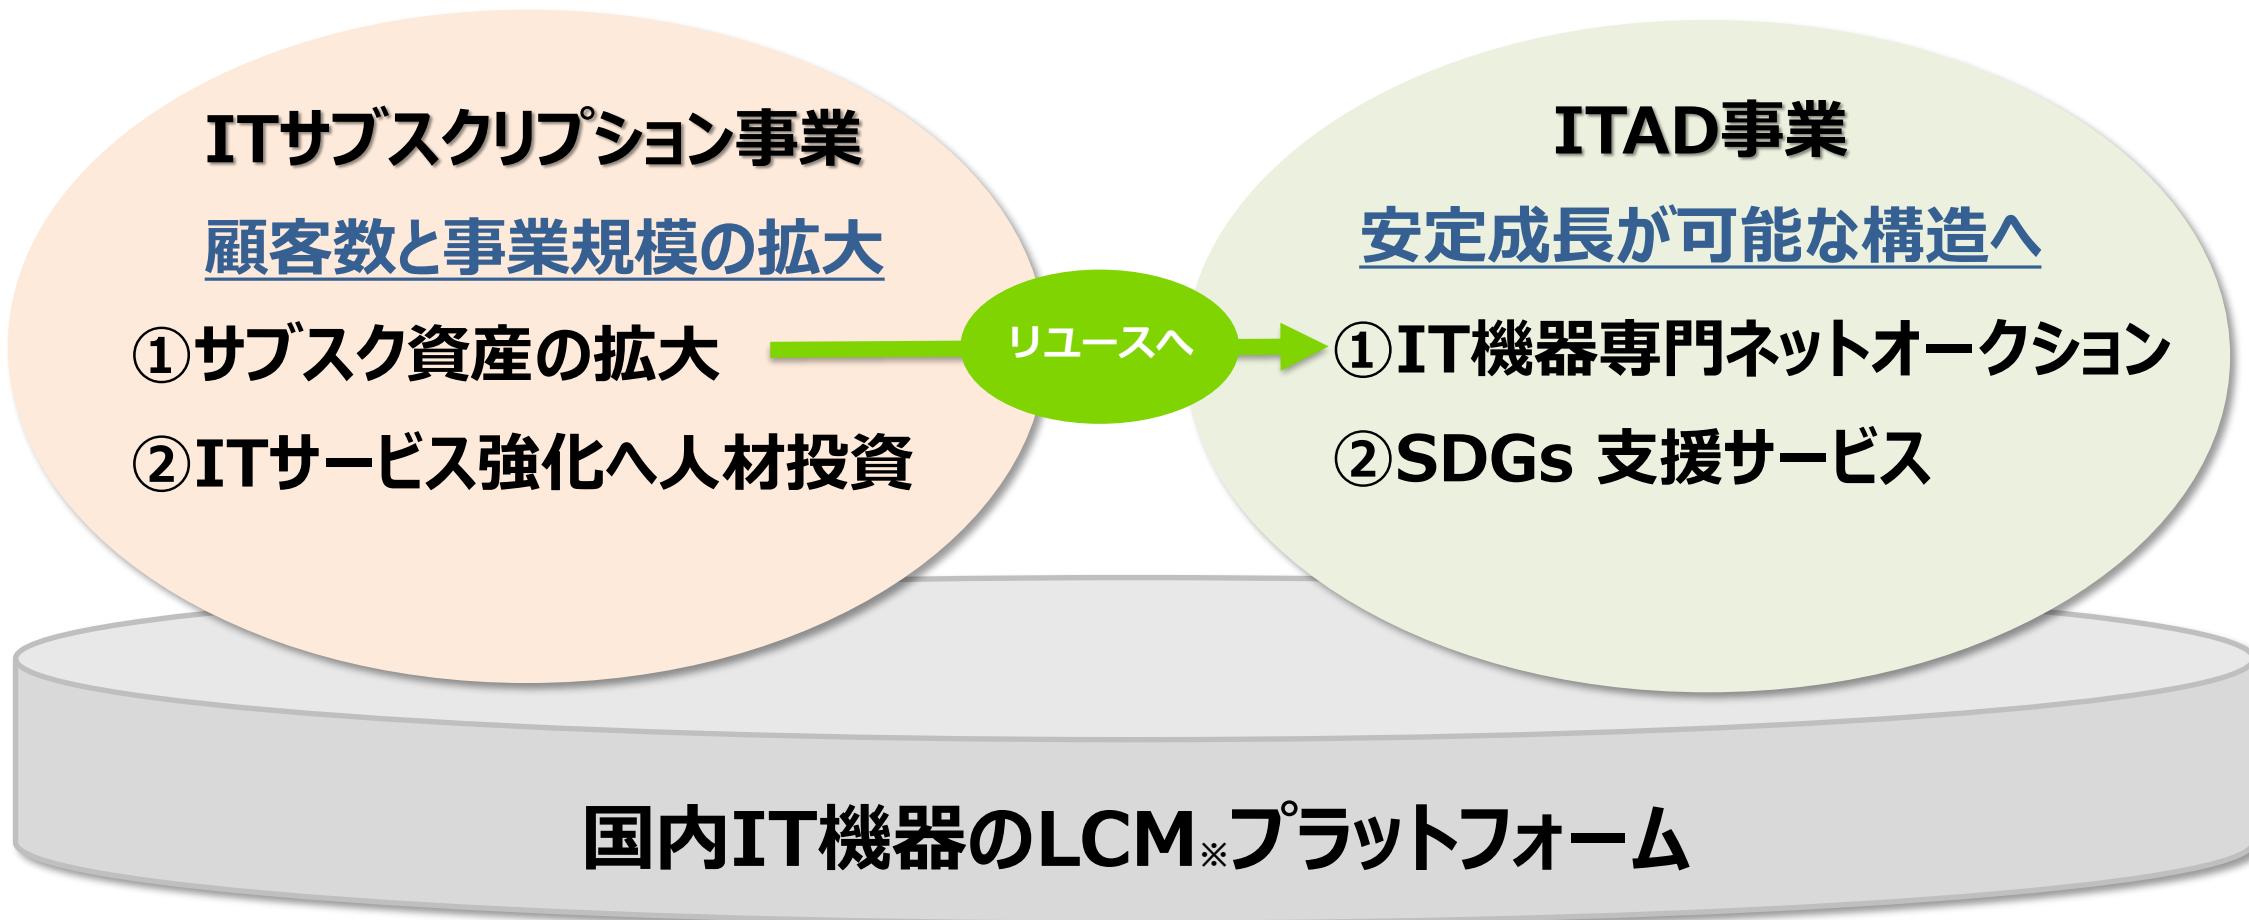 ITサブスクリプション事業
顧客数と事業規模の拡大
①サブスク資産の拡大
②ITサービス強化へ人材投資
リユースへ
ITAD事業
安定成長が可能な構造へ
①IT機器専門ネットオークション
②SDGs 支援サービス
国内IT機器のLCM※プラットフォーム